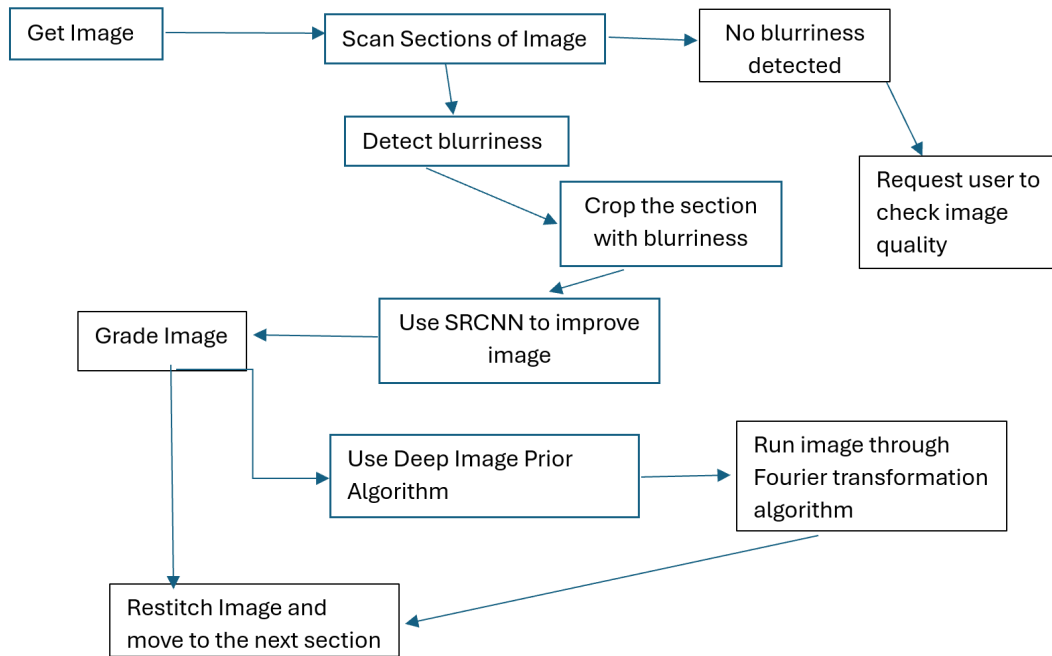 Get Image
Scan Sections of Image
No blurriness
detected
Detect blurriness
Request user to
check image
quality
Crop the section
with blurriness
Use SRCNN to improve
image
Grade Image
Use Deep Image Prior
Algorithm
Run image through
Fourier transformation
algorithm
Restitch Image and
move to the next section